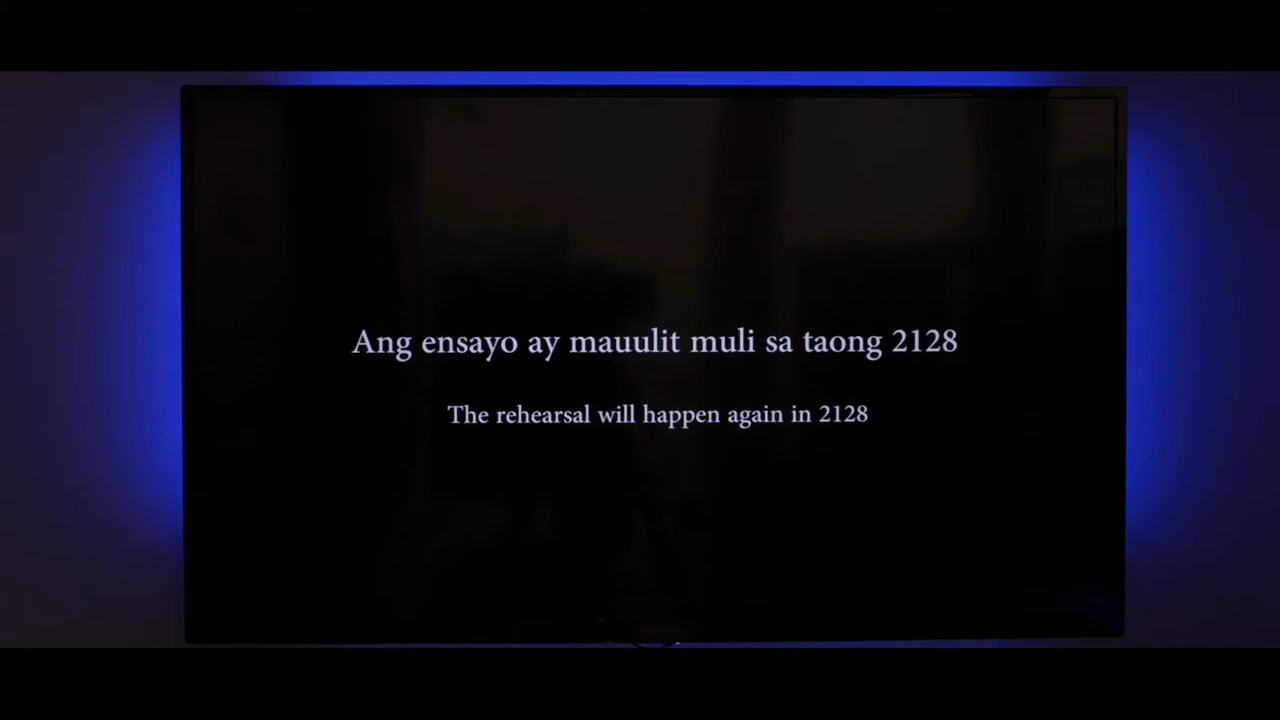 Ang ensayo ay mauulit muli sa taong 2128
The rehearsal will happen again in 2128